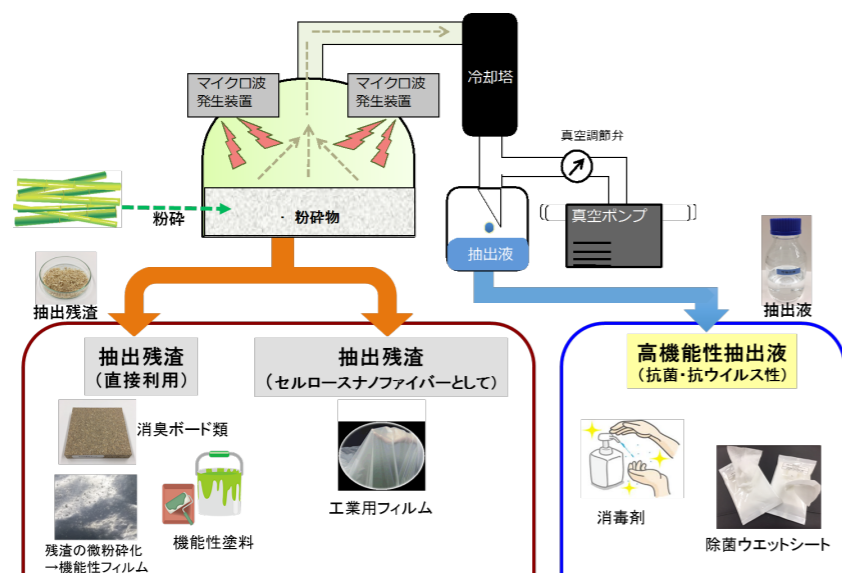 マイクロ波
発生装置
マイクロ波
発生装置
冷却塔
真空調節弁
粉砕
・ 粉砕物
真空ポンプ
抽出液
抽出残渣
抽出液
抽出残渣
（直接利用）
抽出残渣
（セルロースナノファイバーとして）
高機能性抽出液
（抗菌・抗ウイルス性）
消臭ボード類
工業用フィルム
消毒剤
機能性塗料
除菌ウエットシート
残渣の微粉砕化
→機能性フィルム